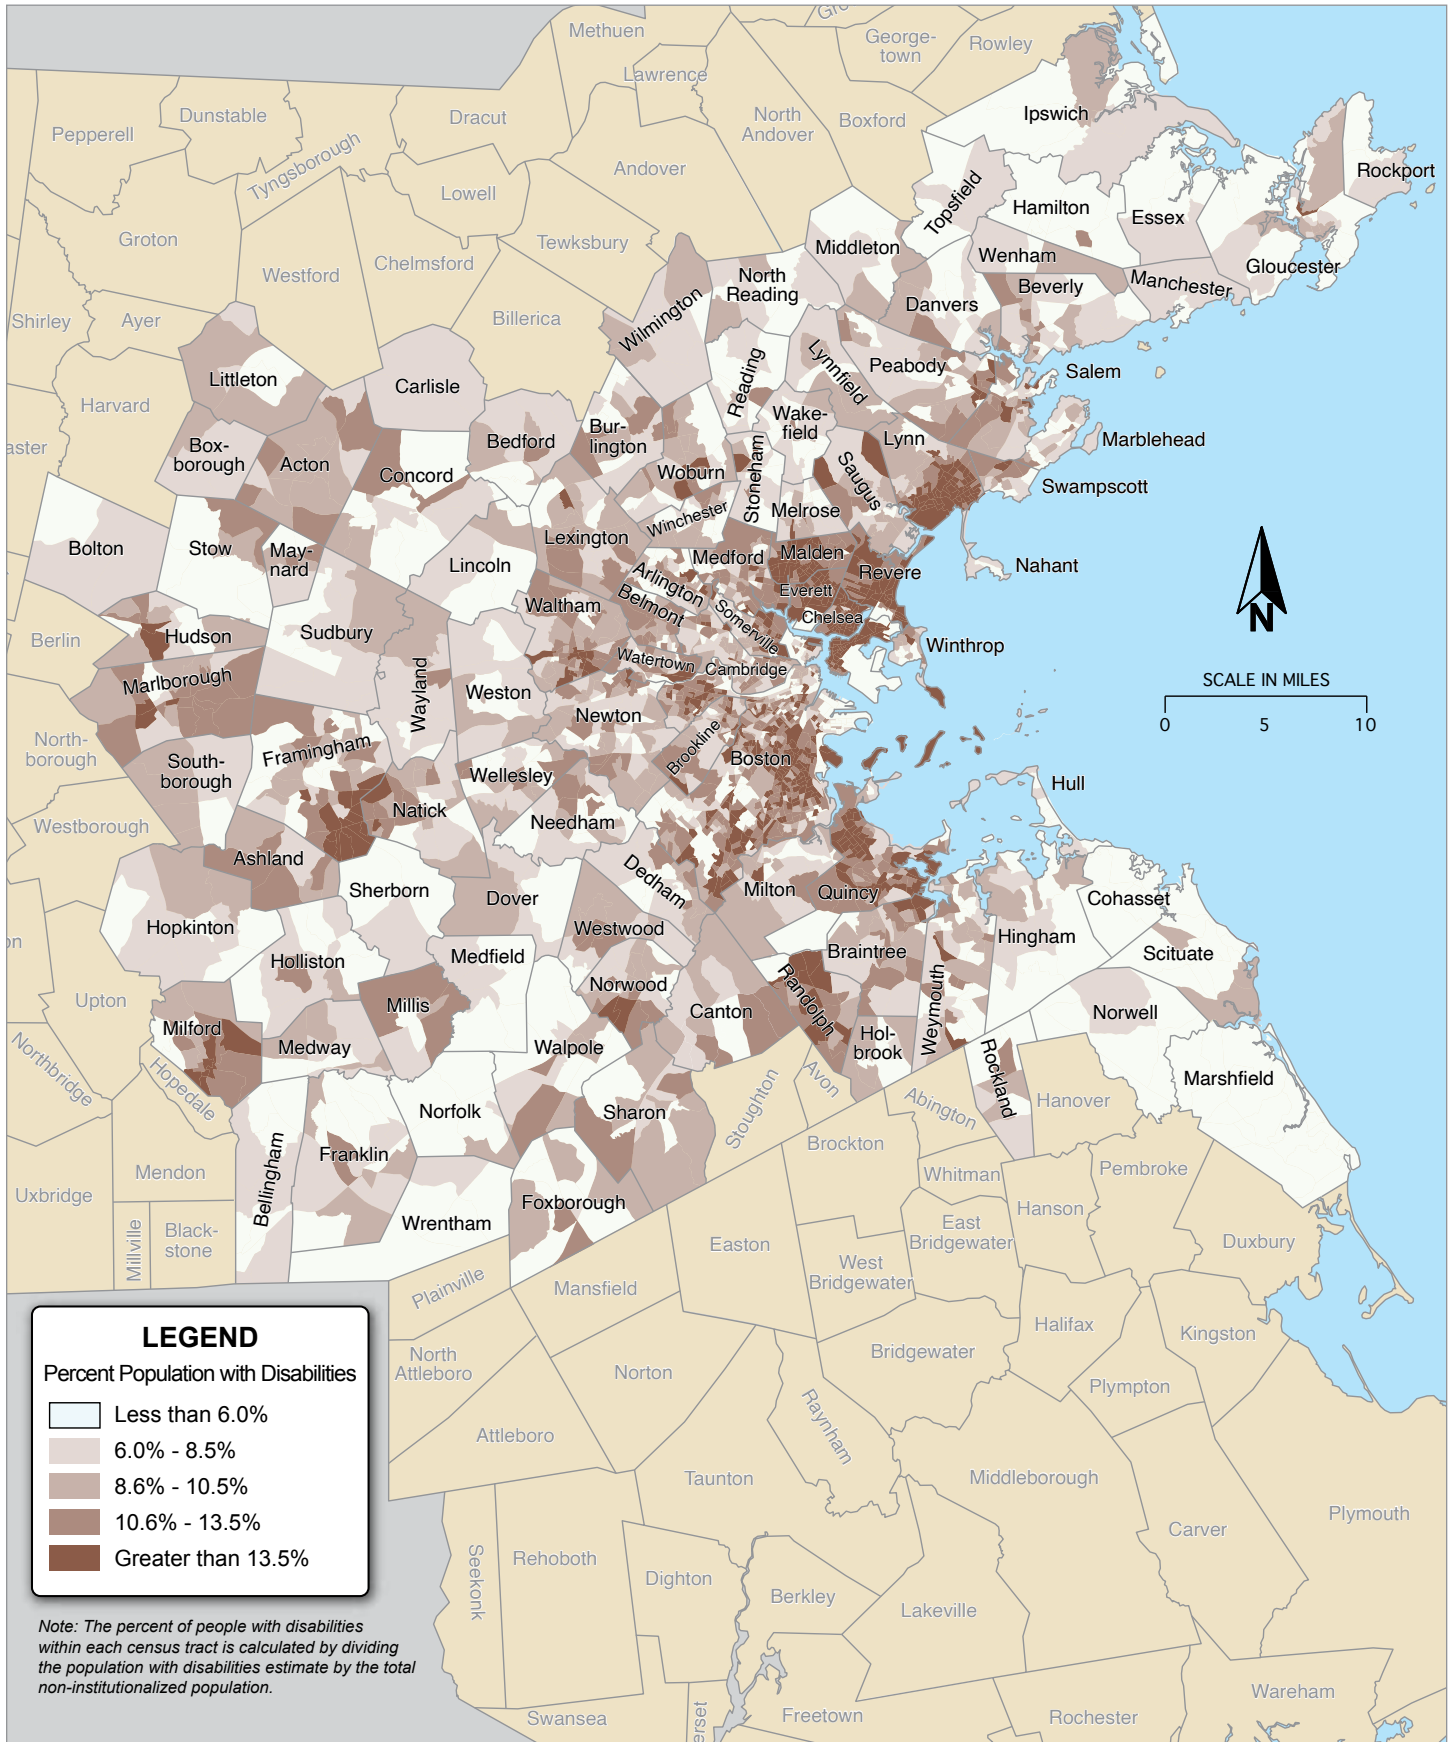 Methuen
George-
town
Rowley
Lawrence
Dunstable
Pepperell
Dracut
North
Andover
Boxford
Ipswich
Tyngsborough
Andover
Rockport
Lowell
Topsfield
Hamilton
Essex
Groton
Tewksbury
Middleton
Westford
Chelmsford
Wenham
Gloucester
North
Reading
Beverly
Manchester
Danvers
Shirley
Ayer
Billerica
Wilmington
Littleton
Carlisle
Reading
Lynnfield
Peabody
Salem
Harvard
Wake-
field
Bur-
lington
Bedford
Lynn
Marblehead
Box-
borough
Acton
Concord
Woburn
Stoneham
Saugus
Swampscott
aster
Winchester
Melrose
Bolton
Stow
May-
nard
Lexington
Lincoln
Medford
Malden
Revere
Nahant
Arlington
Everett
Waltham
Belmont
Somerville
Chelsea
Berlin
Hudson
Sudbury
Winthrop
N
Watertown
Cambridge
Marlborough
Wayland
Weston
SCALE IN MILES
0
5
10
Newton
North-
borough
Framingham
Brookline
Boston
South-
borough
Wellesley
Hull
Natick
Westborough
Needham
Ashland
Dedham
Sherborn
Milton
Quincy
Dover
Cohasset
Hopkinton
Westwood
Hingham
on
Holliston
Medfield
Braintree
Scituate
Upton
Norwood
Randolph
Weymouth
Millis
Canton
Norwell
Milford
Medway
Walpole
Hol-
brook
Northbridge
Hopedale
Rockland
Marshfield
Stoughton
Avon
Abington
Hanover
Norfolk
Sharon
Franklin
Brockton
Bellingham
Mendon
Whitman
Pembroke
Uxbridge
Foxborough
Hanson
Wrentham
Millville
Black-
stone
Easton
East
Bridgewater
Duxbury
West
Bridgewater
Plainville
Mansfield
Halifax
Kingston
North
Attleboro
Norton
Bridgewater
Plympton
Raynham
Attleboro
Taunton
Middleborough
Plymouth
Carver
Seekonk
Rehoboth
Dighton
Berkley
Lakeville
Wareham
Swansea
erset
Freetown
Rochester
LEGEND
Percent Population with Disabilities
Less than 6.0%
6.0% - 8.5%
8.6% - 10.5%
10.6% - 13.5%
Greater than 13.5%
Note: The percent of people with disabilities
within each census tract is calculated by dividing
the population with disabilities estimate by the total
non-institutionalized population.